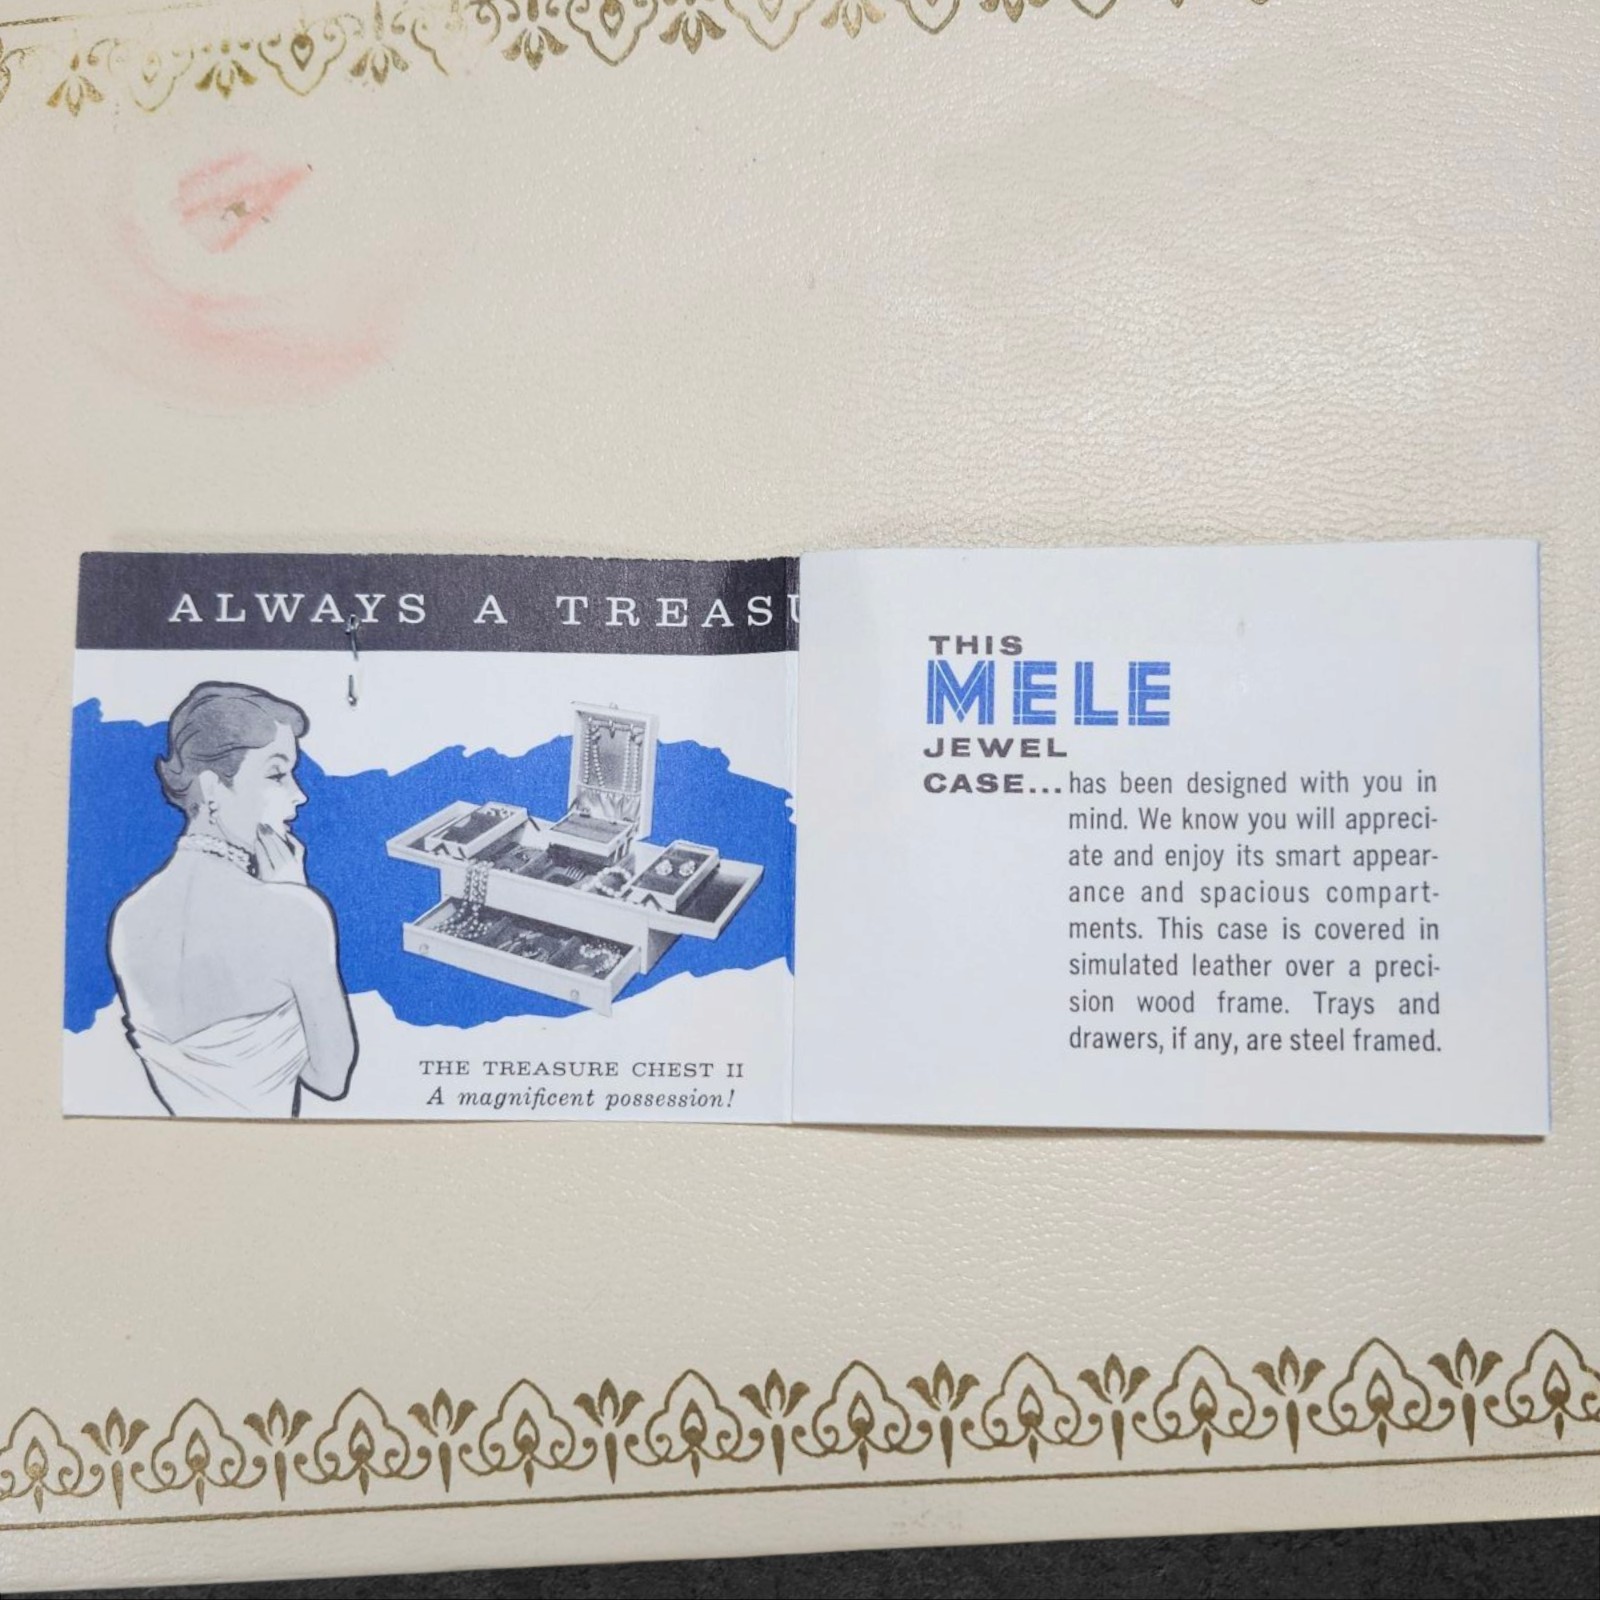 ALWAYS A TREASU
THE TREASURE CHEST II
A magnificent possession!
THIS
MELE
JEWEL
CASE... has been designed with you in
mind. We know you will appreci-
ate and enjoy its smart appear-
ance and spacious compart-
ments. This case is covered in
simulated leather over a preci-
sion wood frame. Trays and
drawers, if any, are steel framed.